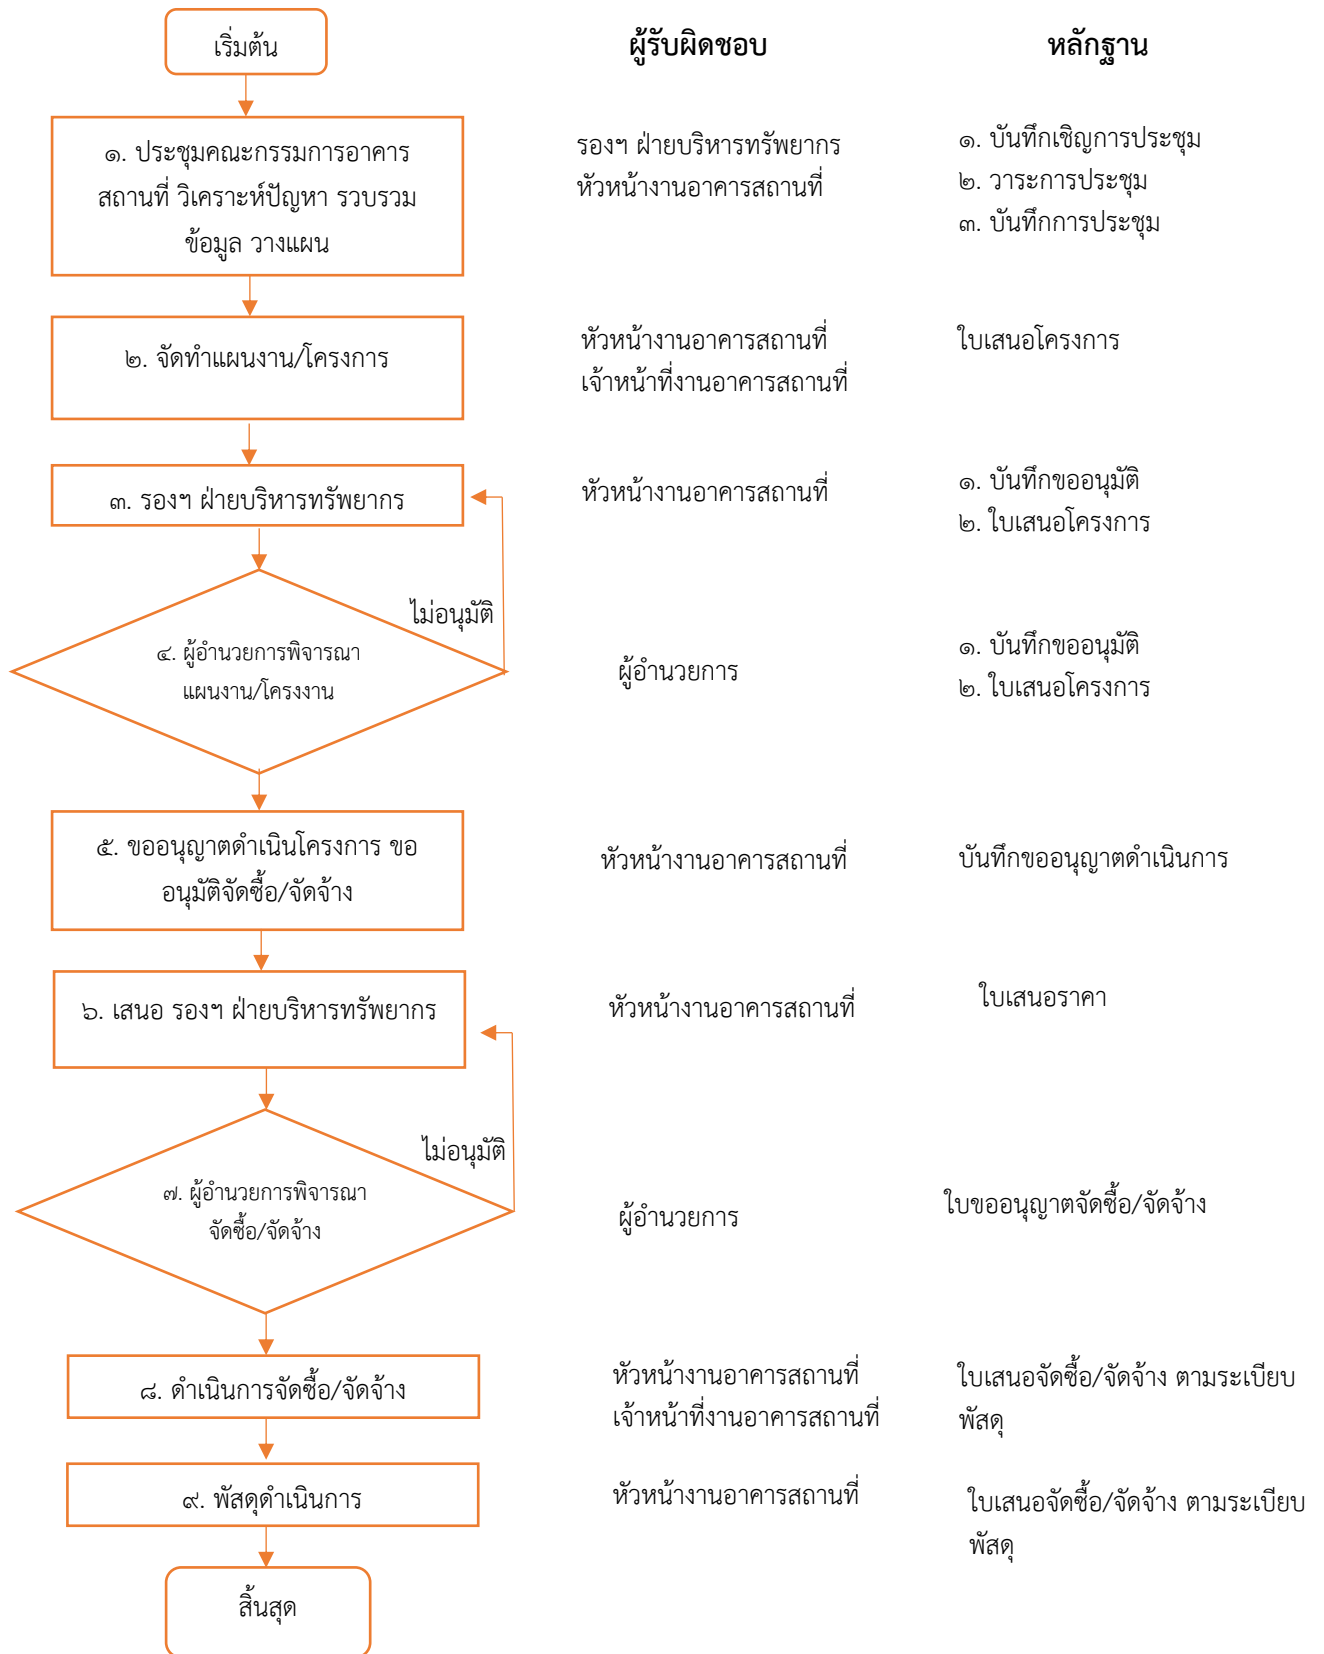 เริ่มต้น
ผู้รับผิดชอบ
หลักฐาน
๑. ประชุมคณะกรรมการอาคาร
สถานที่ วิเคราะห์ปัญหา รวบรวม
ข้อมูล วางแผน
รองฯ ฝ่ายบริหารทรัพยากร
หัวหน้างานอาคารสถานที่
๑. บันทึกเชิญการประชุม
๒. วาระการประชุม
๓. บันทึกการประชุม
๒. จัดทำแผนงาน/โครงการ
หัวหน้างานอาคารสถานที่
เจ้าหน้าที่งานอาคารสถานที่
ใบเสนอโครงการ
๓. รองฯ ฝ่ายบริหารทรัพยากร
หัวหน้างานอาคารสถานที่
๑. บันทึกขออนุมัติ
๒. ใบเสนอโครงการ
ไม่อนุมัติ
๔. ผู้อำนวยการพิจารณา
แผนงาน/โครงงาน
ผู้อำนวยการ
๑. บันทึกขออนุมัติ
๒. ใบเสนอโครงการ
๕. ขออนุญาตดำเนินโครงการ ขอ
อนุมัติจัดซื้อ/จัดจ้าง
หัวหน้างานอาคารสถานที่
บันทึกขออนุญาตดำเนินการ
๖. เสนอ รองฯ ฝ่ายบริหารทรัพยากร
หัวหน้างานอาคารสถานที่
ใบเสนอราคา
ไม่อนุมัติ
๗. ผู้อำนวยการพิจารณา
จัดซื้อ/จัดจ้าง
ผู้อำนวยการ
ใบขออนุญาตจัดซื้อ/จัดจ้าง
๘. ดำเนินการจัดซื้อ/จัดจ้าง
หัวหน้างานอาคารสถานที่
เจ้าหน้าที่งานอาคารสถานที่
ใบเสนอจัดซื้อ/จัดจ้าง ตามระเบียบ
พัสดุ
๙. พัสดุดำเนินการ
หัวหน้างานอาคารสถานที่
ใบเสนอจัดซื้อ/จัดจ้าง ตามระเบียบ
พัสดุ
สิ้นสุด